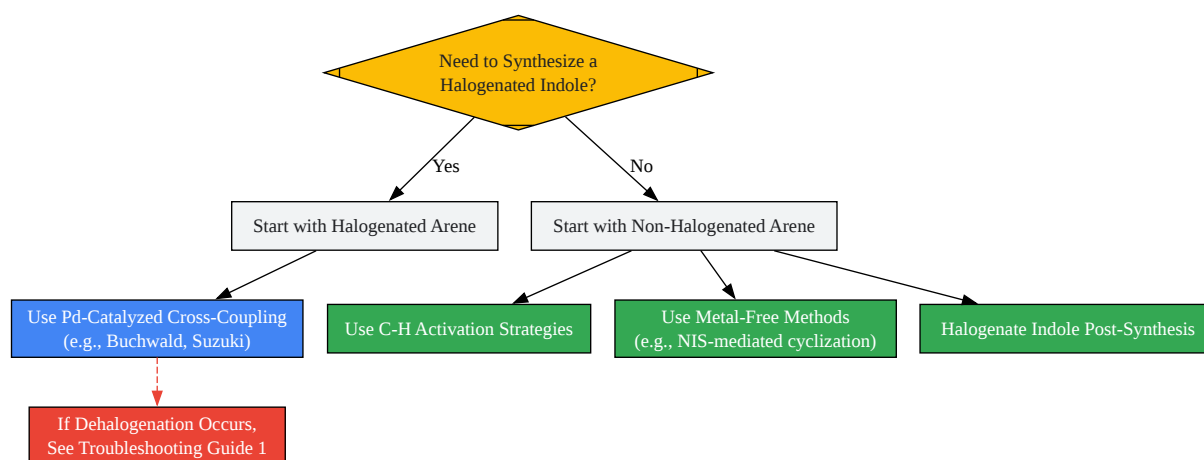 Need to Synthesize a
Halogenated Indole?
Yes
No
Start with Halogenated Arene
Start with Non-Halogenated Arene
Use Pd-Catalyzed Cross-Coupling
(e.g., Buchwald, Suzuki)
Use C-H Activation Strategies
Use Metal-Free Methods
(e.g., NIS-mediated cyclization)
Halogenate Indole Post-Synthesis
If Dehalogenation Occurs,
See Troubleshooting Guide 1